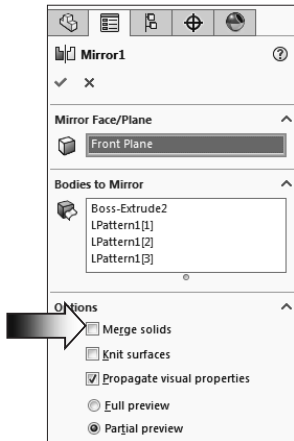 Mirror1
Mirror Face/Plane
Front Plane
Bodies to Mirror
Boss-Extrude2
LPattern1[1]
LPattern1[2]
LPattern1[3]
Options
Merge solids
Knit surfaces
Propagate visual properties
Full preview
Partial preview